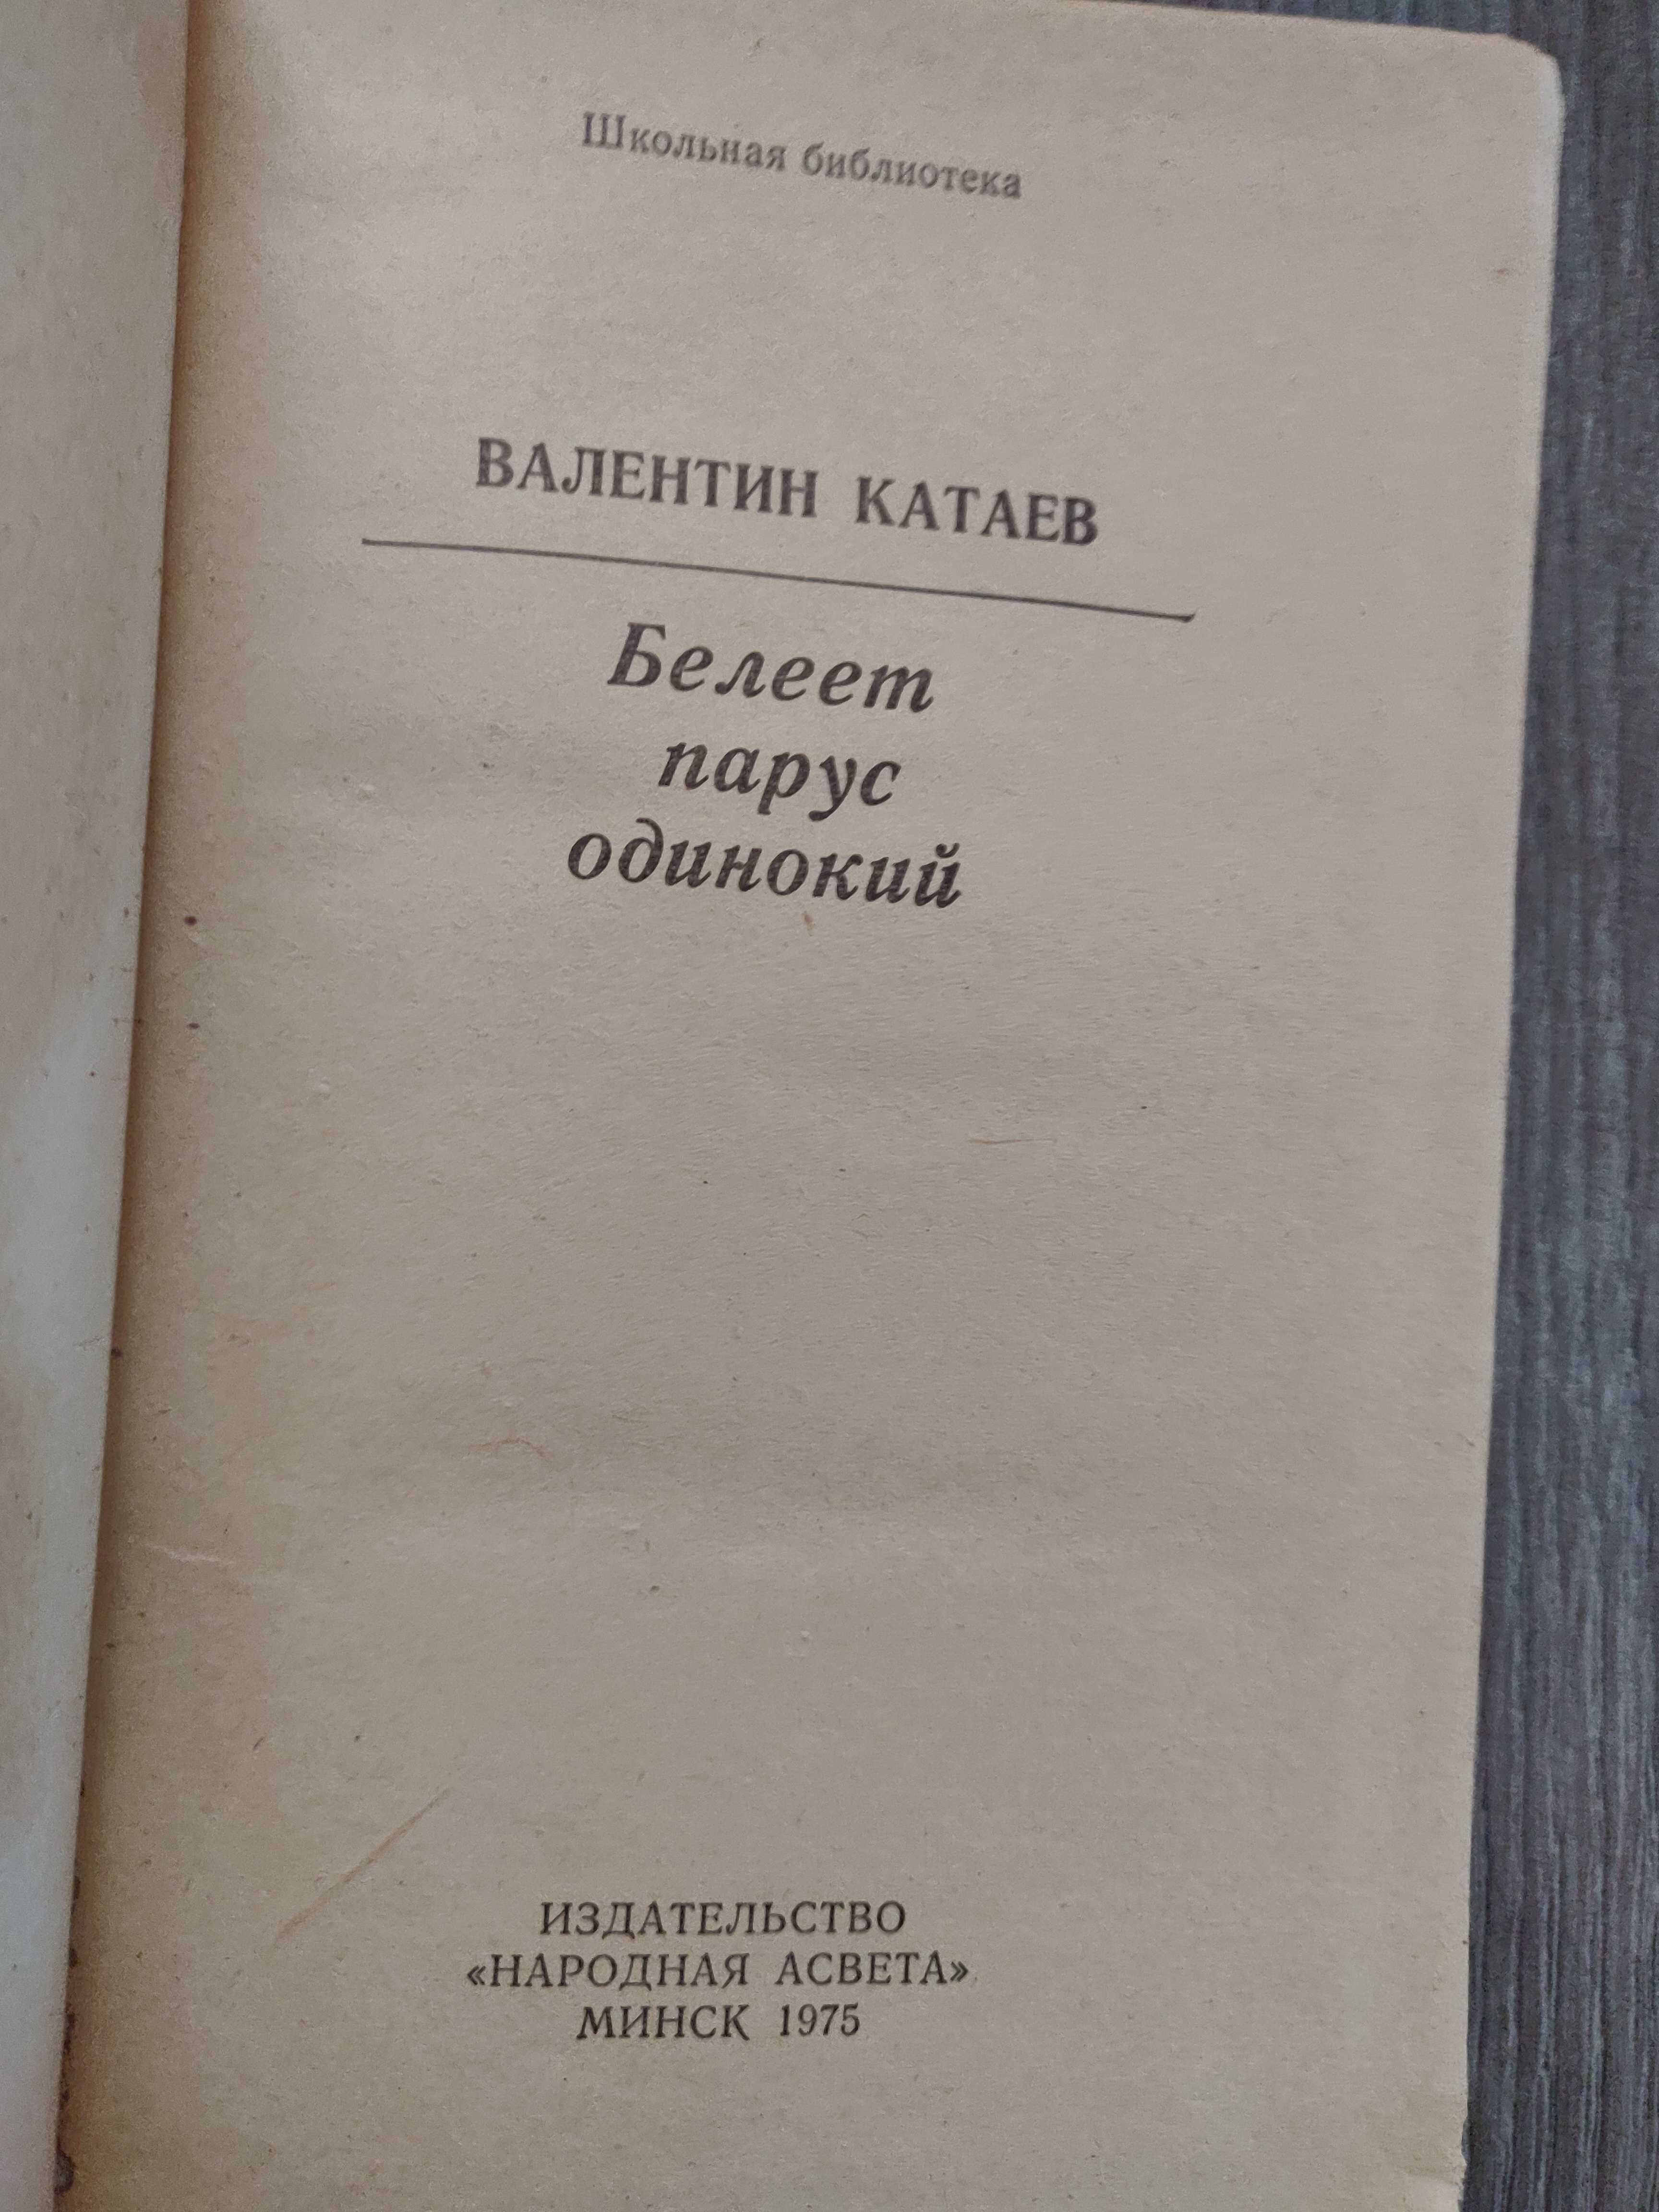 Школьная библиотека
ВАЛЕНТИН КАТАЕВ
Белеет
парус
одинокий
ИЗДАТЕЛЬСТВО
«НАРОДНАЯ АСВЕТА»
МИНСК 1975